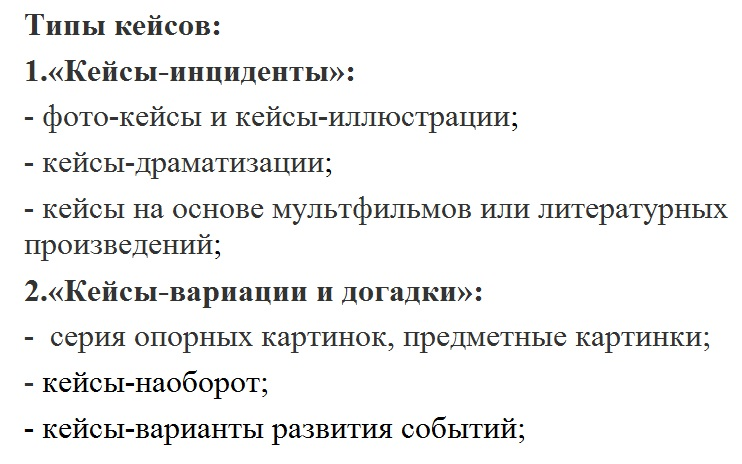 Типы кейсов:
1.«Кейсы-инциденты»:
- фото-кейсы и кейсы-иллюстрации;
- кейсы-драматизации;
- кейсы на основе мультфильмов или литературных
произведений;
2.«Кейсы-вариации и догадки»:
-  серия опорных картинок, предметные картинки;
- кейсы-наоборот;
- кейсы-варианты развития событий;